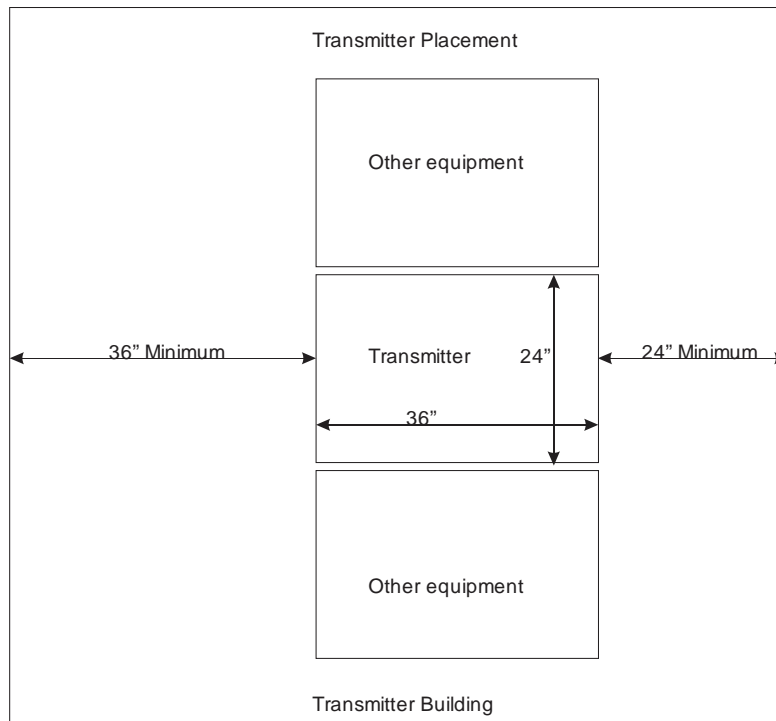 Transmitter Placement
Other equipment
36” Minimum
Transmitter
24”
24” Minimum
36”
Other equipment
Transmitter Building